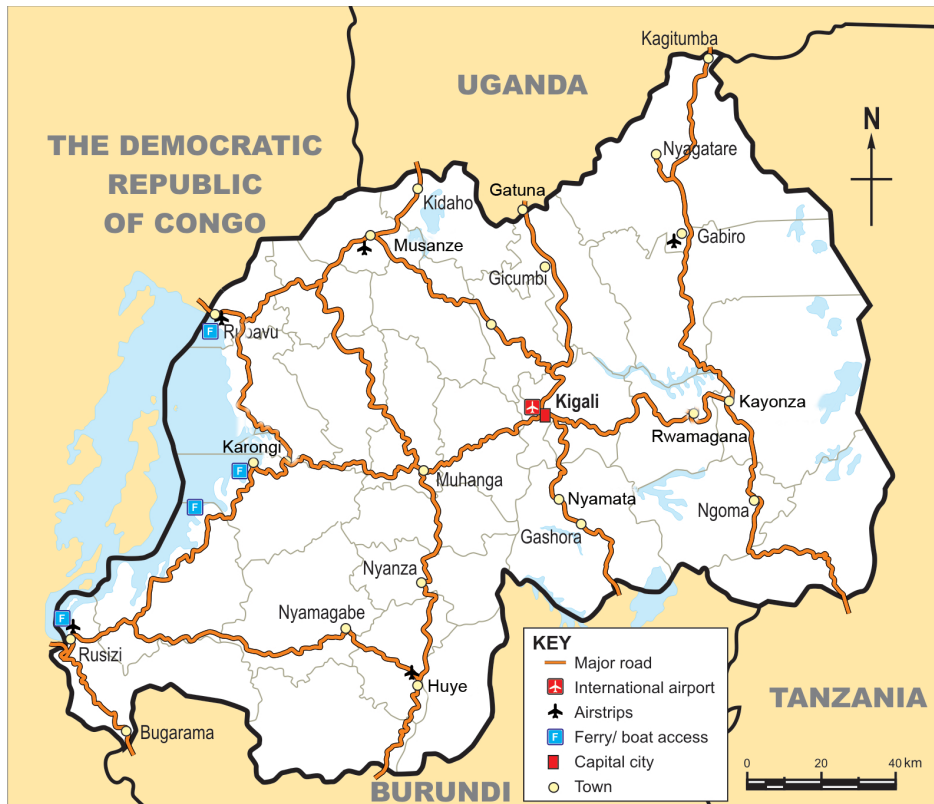 Kagitumba
UGANDA
N
THE DEMOCRATIC
REPUBLIC
OF CONGO
Nyagatare
Kidaho
Gatuna
Musanze
Gabiro
Gicumbi
F
Rubavu
Kigali
Kayonza
Rwamagana
Karongi
F
Muhanga
F
Nyamata
Ngoma
Gashora
Nyanza
Nyamagabe
F
Rusizi
Huye
Bugarama
BURUNDI
TANZANIA
KEY
Major road
International airport
Airstrips
F Ferry/ boat access
Capital city
Town
0 20 40 km